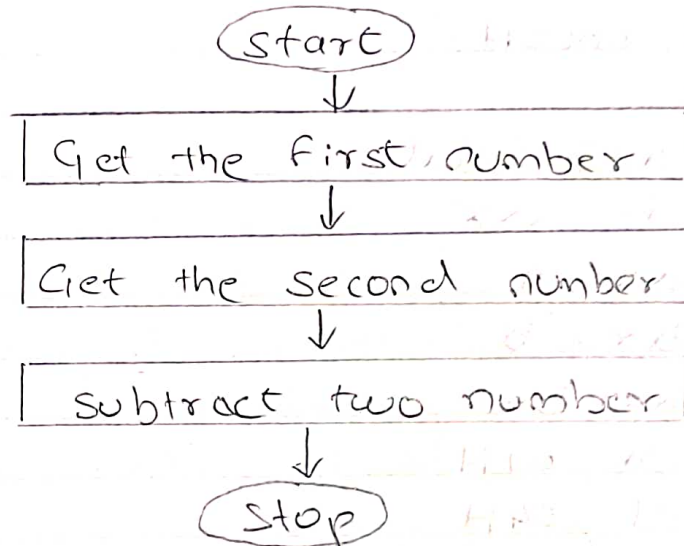 start
Get the first number
Get the second number
subtract two number
stop